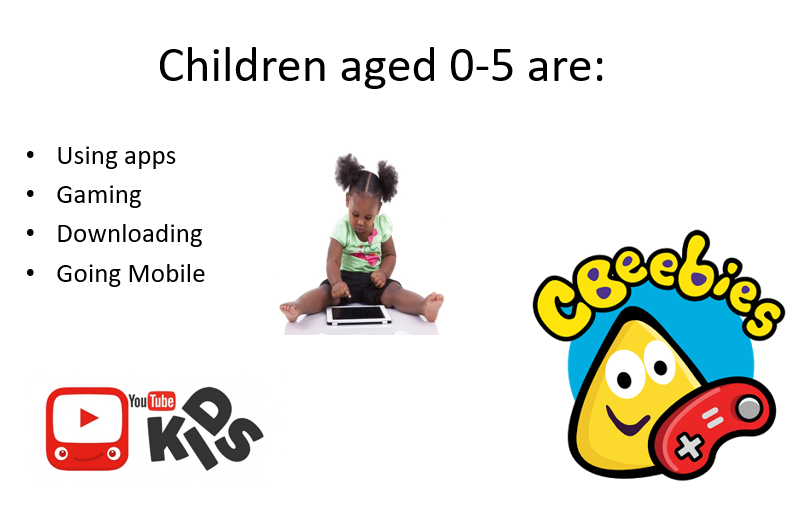 Children aged 0-5 are:
• Using apps
• Gaming
• Downloading
• Going Mobile
CBeebies
YouTube
KIDS